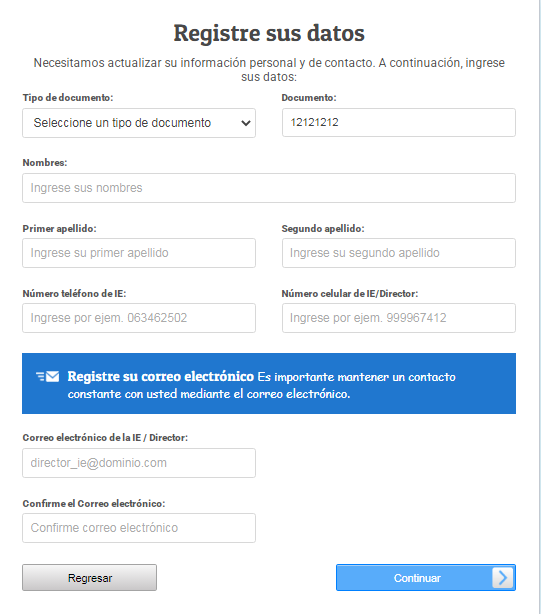 Registre sus datos
Necesitamos actualizar su información personal y de contacto. A continuación, ingrese
sus datos:
Tipo de documento:
Documento:
Seleccione un tipo de documento
12121212
Nombres:
Ingrese sus nombres
Primer apellido:
Segundo apellido:
Ingrese su primer apellido
Ingrese su segundo apellido
Número teléfono de IE:
Número celular de IE/Director:
Ingrese por ejem. 063462502
Ingrese por ejem. 999967412
Registre su correo electrónico Es importante mantener un contacto
constante con usted mediante el correo electrónico.
Correo electrónico de la IE / Director:
director_ie@dominio.com
Confirme el Correo electrónico:
Confirme correo electrónico
Regresar
Continuar